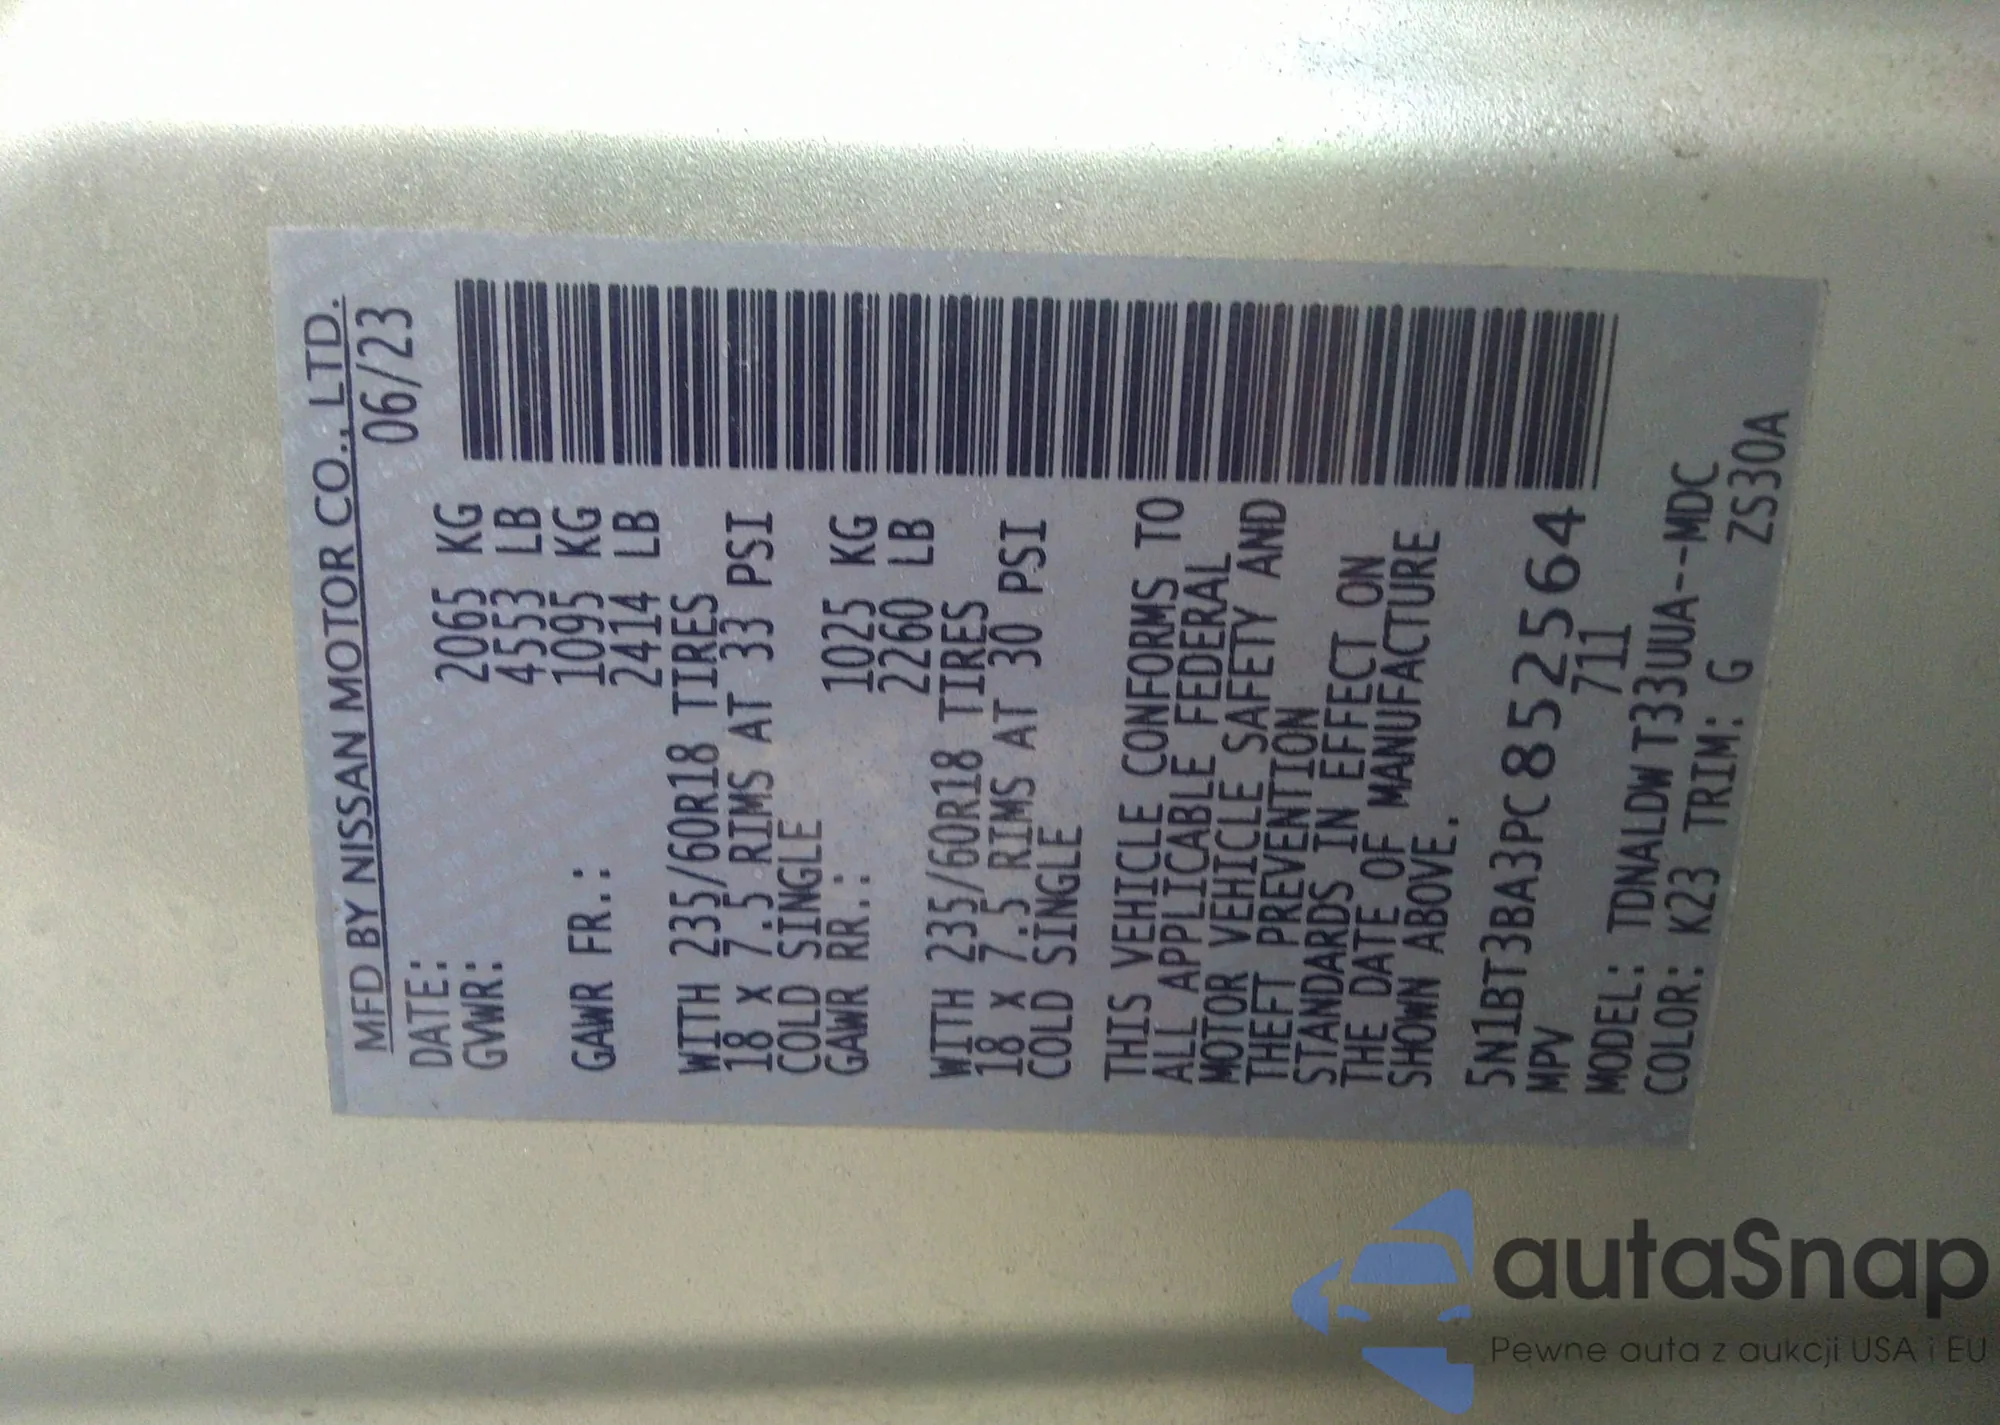 MFD BY NISSAN MOTOR CO., LTD.
DATE: 06/23
GVWR: 2065 KG
4553 LB
GAWR FR.: 1095 KG
2414 LB
WITH 235/60R18 TIRES
18 X 7.5 RIMS AT 33 PSI
COLD SINGLE
GAWR RR.: 1025 KG
2260 LB
WITH 235/60R18 TIRES
18 X 7.5 RIMS AT 30 PSI
COLD SINGLE
THIS VEHICLE CONFORMS TO
ALL APPLICABLE FEDERAL
MOTOR VEHICLE SAFETY AND
THEFT PREVENTION
STANDARDS IN EFFECT ON
THE DATE OF MANUFACTURE
SHOWN ABOVE.
5N1BT3BA3PC852564
MPV 711
MODEL: TDNALDW T33UUA--MDC
COLOR: K23 TRIM: G ZS30A
autaSnap
Pewne auta z aukcji USA i EU